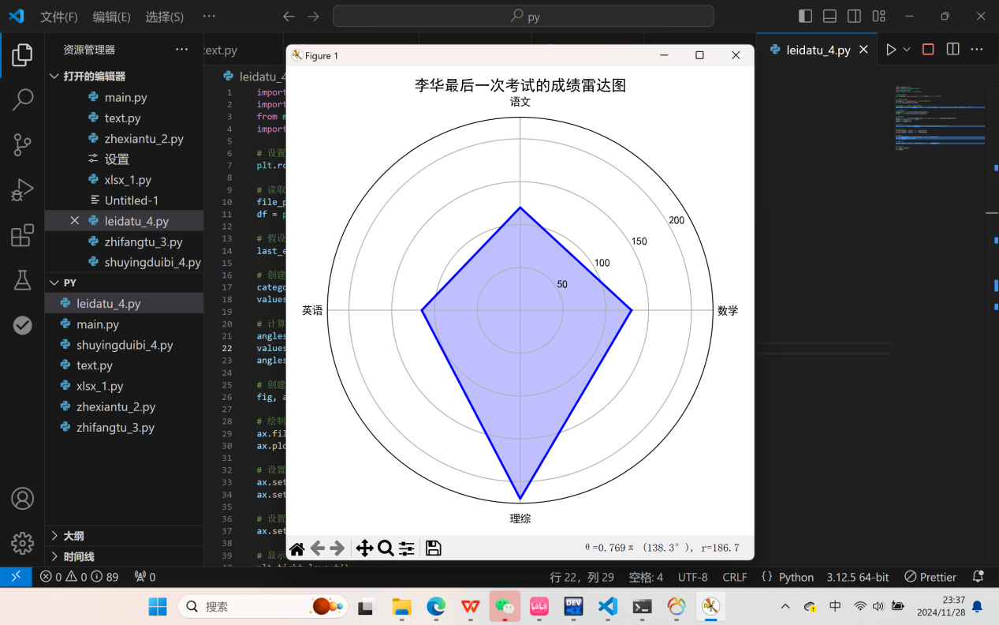 文件(F) 编辑(E) 选择(S) ··· py
资源管理器 ···
打开的编辑器
main.py
text.py
zhexiantu_2.py
设置
xlsx_1.py
Untitled-1
leidatu_4.py
zhifangtu_3.py
shuyingduibi_4.py
PY
leidatu_4.py
main.py
shuyingduibi_4.py
text.py
xlsx_1.py
zhexiantu_2.py
zhifangtu_3.py
大纲
时间线
text.py
leidatu_4.py
leidatu_4
1 import
2 import
3 from m
4 import
5
6 # 设置
7 plt.rc
8
9 # 读取
10 file_p
11 df = p
12
13 # 假设
14 last_e
15
16 # 创建
17 catego
18 values
19
20 # 计算
21 angles
22 values
23 angles
24
25 # 创建
26 fig, a
27
28 # 绘制
29 ax.fil
30 ax.plo
31
32 # 设置
33 ax.set
34 ax.set
35
36 # 设置
37 ax.set
38
39 # 显示
plt.tight_layout()
Figure 1
李华最后一次考试的成绩雷达图
语文
200
150
100
50
英语
数学
理综
θ=0.769π (138.3°), r=186.7
0 0 89 0
行 22，列 29 空格: 4 UTF-8 CRLF {} Python 3.12.5 64-bit Prettier
搜索
DEV
中
23:37
2024/11/28